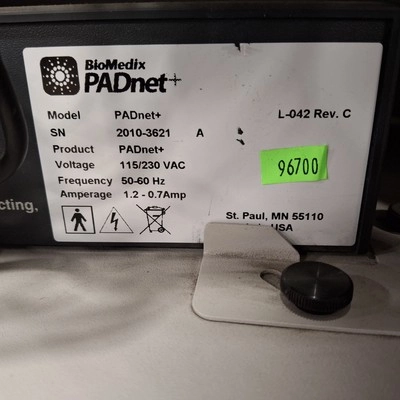 BioMedix
PADnet+
Model PADnet+ L-042 Rev. C
SN 2010-3621 A
Product PADnet+
Voltage 115/230 VAC
96700
Frequency 50-60 Hz
Amperage 1.2 - 0.7Amp
cting.
St. Paul, MN 55110
USA